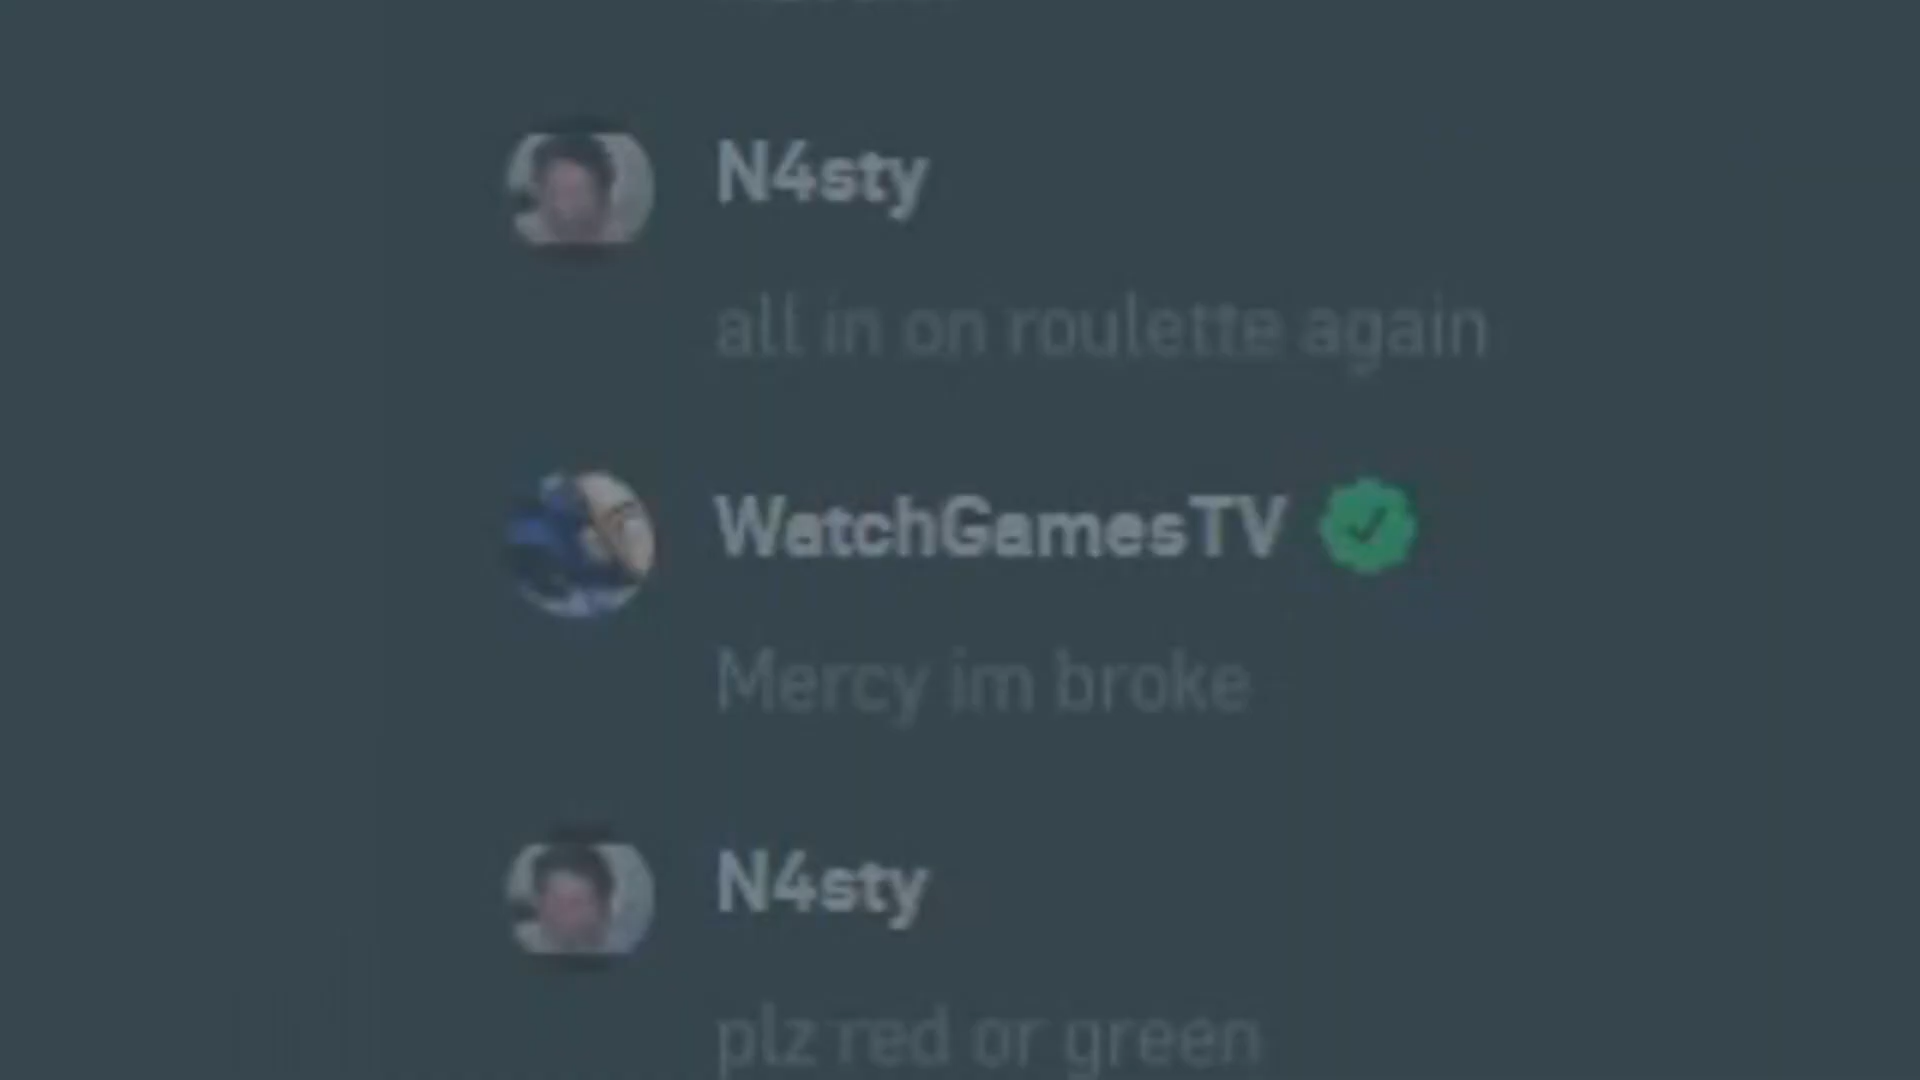 N4sty
all in on roulette again
WatchGamesTV
Mercy im broke
N4sty
plz red or green